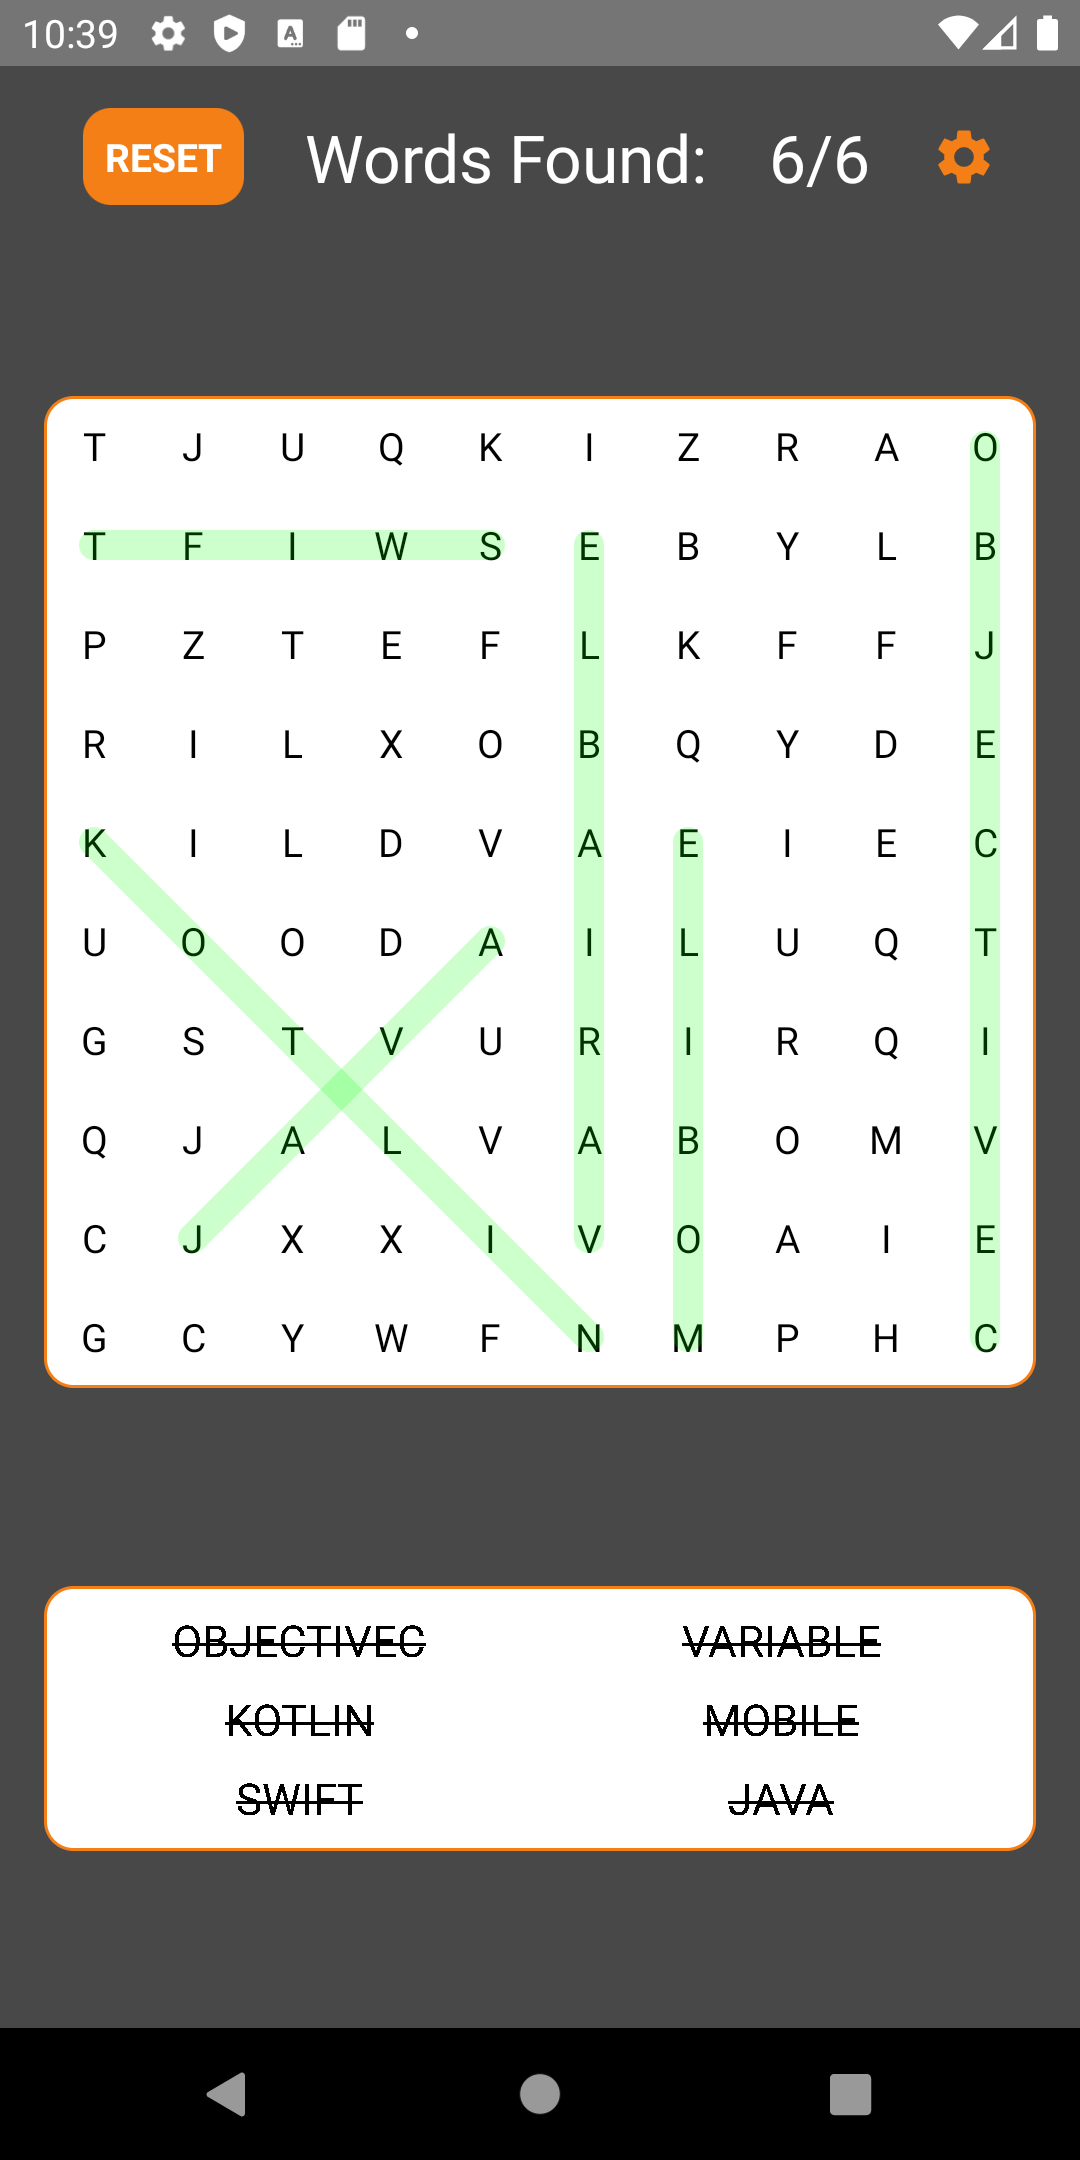 10:39
RESET Words Found: 6/6
T J U Q K I Z R A O
T F I W S E B Y L B
P Z T E F L K F F J
R I L X O B Q Y D E
K I L D V A E I E C
U O O D A I L U Q T
G S T V U R I R Q I
Q J A L V A B O M V
C J X X I V O A I E
G C Y W F N M P H C
OBJECTIVEC VARIABLE
KOTLIN MOBILE
SWIFT JAVA